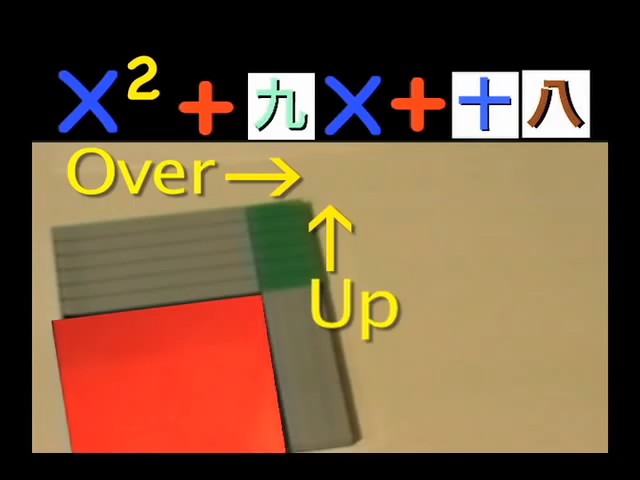 x² + 九x + 十八
Over →
↑
Up